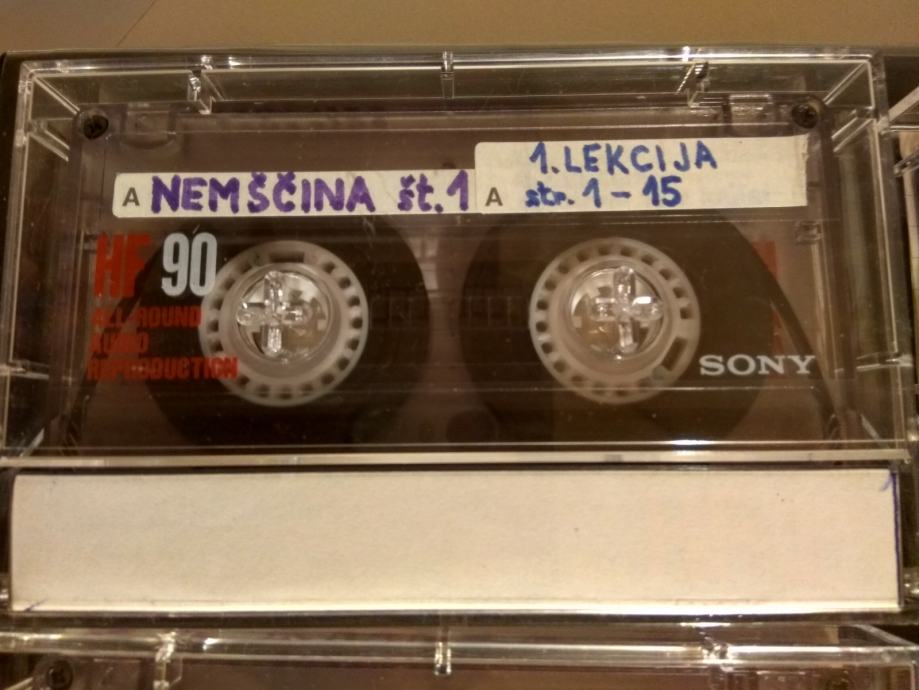 A NEMŠČINA št.1
A 1.LEKCIJA
str. 1-15
HF 90
ALL-ROUND
AUDIO
REPRODUCTION
SONY